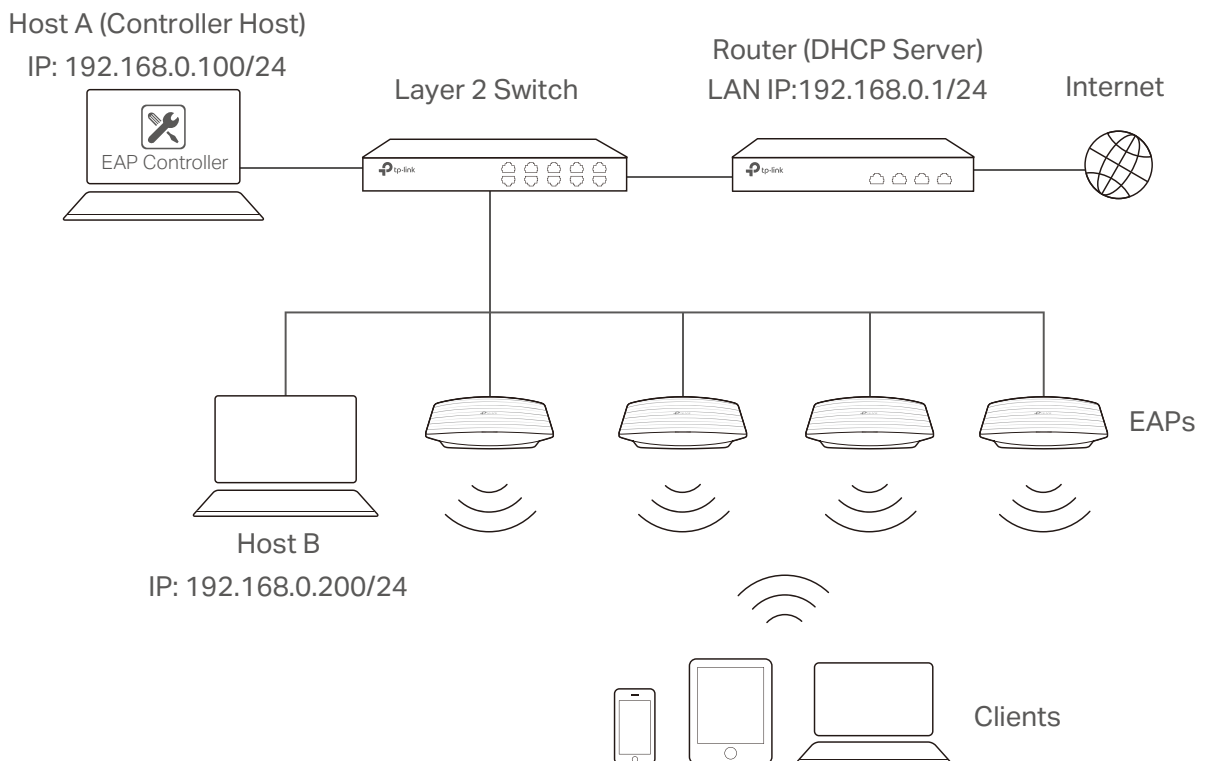 Host A (Controller Host)
IP: 192.168.0.100/24
EAP Controller
Layer 2 Switch
tp-link
Router (DHCP Server)
LAN IP:192.168.0.1/24
tp-link
Internet
EAPs
Host B
IP: 192.168.0.200/24
Clients